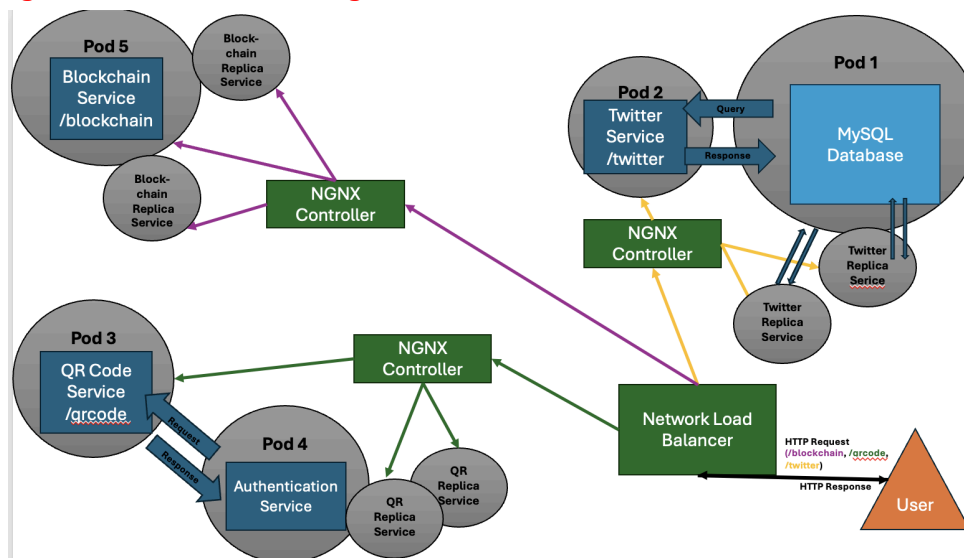 Pod 5
Blockchain
Service
/blockchain
Block-
chain
Replica
Service
Block-
chain
Replica
Service
NGNX
Controller
Pod 1
MySQL
Database
Pod 2
Twitter
Service
/twitter
Query
Response
NGNX
Controller
Twitter
Replica
Serice
Twitter
Replica
Service
Pod 3
QR Code
Service
/qrcode
Request
Response
Pod 4
Authentication
Service
NGNX
Controller
QR
Replica
Service
QR
Replica
Service
Network Load
Balancer
HTTP Request
(/blockchain, /qrcode,
/twitter)
HTTP Response
User